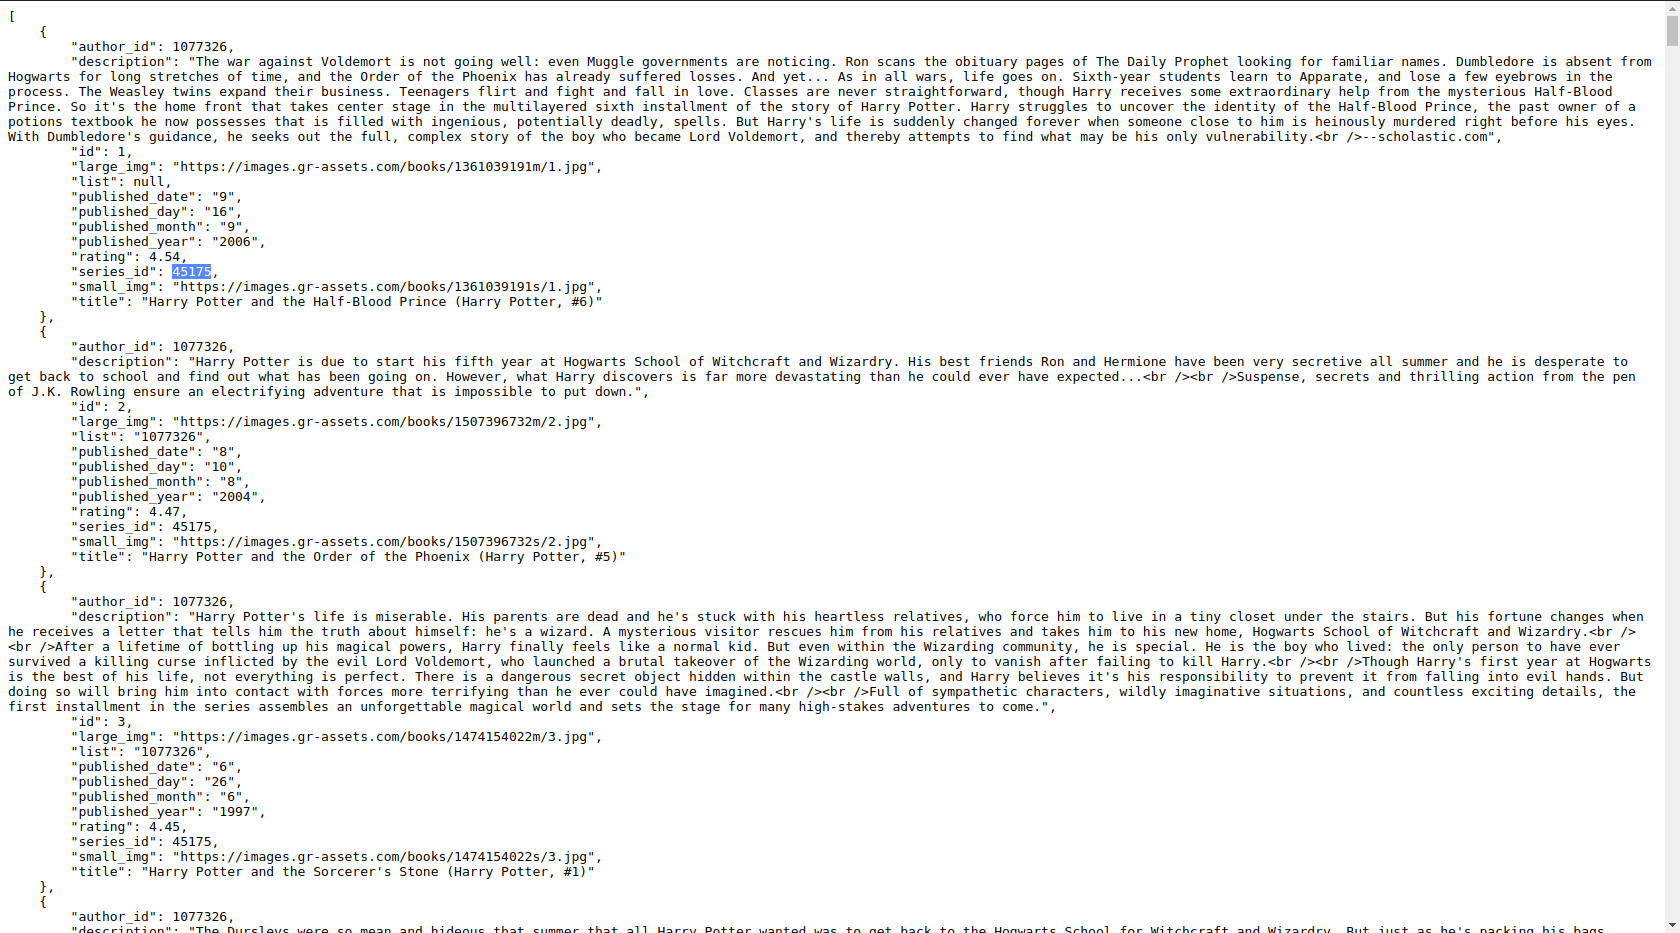 [
    {
        "author_id": 1077326,
        "description": "The war against Voldemort is not going well: even Muggle governments are noticing. Ron scans the obituary pages of The Daily Prophet looking for familiar names. Dumbledore is absent from
Hogwarts for long stretches of time, and the Order of the Phoenix has already suffered losses. And yet... As in all wars, life goes on. Sixth-year students learn to Apparate, and lose a few eyebrows in the
process. The Weasley twins expand their business. Teenagers flirt and fight and fall in love. Classes are never straightforward, though Harry receives some extraordinary help from the mysterious Half-Blood
Prince. So it's the home front that takes center stage in the multilayered sixth installment of the story of Harry Potter. Harry struggles to uncover the identity of the Half-Blood Prince, the past owner of a
potions textbook he now possesses that is filled with ingenious, potentially deadly, spells. But Harry's life is suddenly changed forever when someone close to him is heinously murdered right before his eyes.
With Dumbledore's guidance, he seeks out the full, complex story of the boy who became Lord Voldemort, and thereby attempts to find what may be his only vulnerability.<br />--scholastic.com",
        "id": 1,
        "large_img": "https://images.gr-assets.com/books/1361039191m/1.jpg",
        "list": null,
        "published_date": "9",
        "published_day": "16",
        "published_month": "9",
        "published_year": "2006",
        "rating": 4.54,
        "series_id": 45175,
        "small_img": "https://images.gr-assets.com/books/1361039191s/1.jpg",
        "title": "Harry Potter and the Half-Blood Prince (Harry Potter, #6)"
    },
    {
        "author_id": 1077326,
        "description": "Harry Potter is due to start his fifth year at Hogwarts School of Witchcraft and Wizardry. His best friends Ron and Hermione have been very secretive all summer and he is desperate to
get back to school and find out what has been going on. However, what Harry discovers is far more devastating than he could ever have expected...<br /><br />Suspense, secrets and thrilling action from the pen
of J.K. Rowling ensure an electrifying adventure that is impossible to put down.",
        "id": 2,
        "large_img": "https://images.gr-assets.com/books/1507396732m/2.jpg",
        "list": "1077326",
        "published_date": "8",
        "published_day": "10",
        "published_month": "8",
        "published_year": "2004",
        "rating": 4.47,
        "series_id": 45175,
        "small_img": "https://images.gr-assets.com/books/1507396732s/2.jpg",
        "title": "Harry Potter and the Order of the Phoenix (Harry Potter, #5)"
    },
    {
        "author_id": 1077326,
        "description": "Harry Potter's life is miserable. His parents are dead and he's stuck with his heartless relatives, who force him to live in a tiny closet under the stairs. But his fortune changes when
he receives a letter that tells him the truth about himself: he's a wizard. A mysterious visitor rescues him from his relatives and takes him to his new home, Hogwarts School of Witchcraft and Wizardry.<br />
<br />After a lifetime of bottling up his magical powers, Harry finally feels like a normal kid. But even within the Wizarding community, he is special. He is the boy who lived: the only person to have ever
survived a killing curse inflicted by the evil Lord Voldemort, who launched a brutal takeover of the Wizarding world, only to vanish after failing to kill Harry.<br /><br />Though Harry's first year at Hogwarts
is the best of his life, not everything is perfect. There is a dangerous secret object hidden within the castle walls, and Harry believes it's his responsibility to prevent it from falling into evil hands. But
doing so will bring him into contact with forces more terrifying than he ever could have imagined.<br /><br />Full of sympathetic characters, wildly imaginative situations, and countless exciting details, the
first installment in the series assembles an unforgettable magical world and sets the stage for many high-stakes adventures to come.",
        "id": 3,
        "large_img": "https://images.gr-assets.com/books/1474154022m/3.jpg",
        "list": "1077326",
        "published_date": "6",
        "published_day": "26",
        "published_month": "6",
        "published_year": "1997",
        "rating": 4.45,
        "series_id": 45175,
        "small_img": "https://images.gr-assets.com/books/1474154022s/3.jpg",
        "title": "Harry Potter and the Sorcerer's Stone (Harry Potter, #1)"
    },
    {
        "author_id": 1077326,
        "description": "The Dursleys were so mean and hideous that summer that all Harry Potter wanted was to get back to the Hogwarts School for Witchcraft and Wizardry. But just as he's packing his bags,